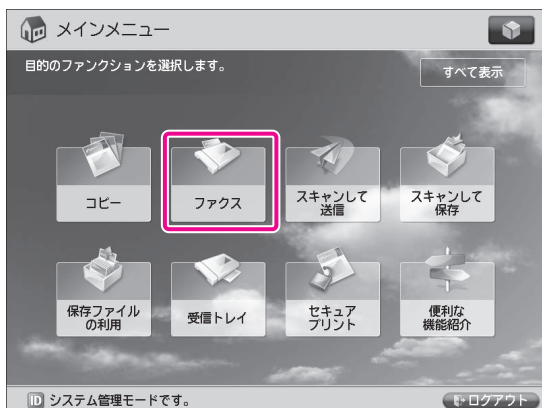 メインメニュー
目的のファンクションを選択します。
すべて表示
コピー
ファクス
スキャンして
送信
スキャンして
保存
保存ファイル
の利用
受信トレイ
セキュア
プリント
便利な
機能紹介
ID システム管理モードです。
ログアウト